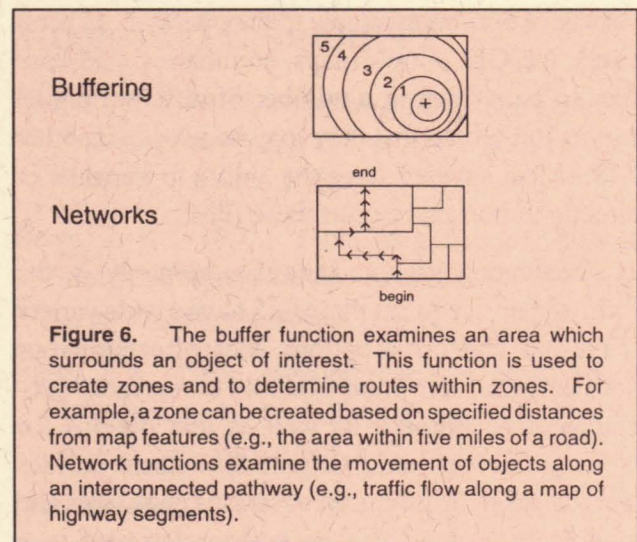 Buffering
5
4
3
2
1
+
end
Networks
begin
Figure 6. The buffer function examines an area which
surrounds an object of interest. This function is used to
create zones and to determine routes within zones. For
example, a zone can be created based on specified distances
from map features (e.g., the area within five miles of a road).
Network functions examine the movement of objects along
an interconnected pathway (e.g., traffic flow along a map of
highway segments).